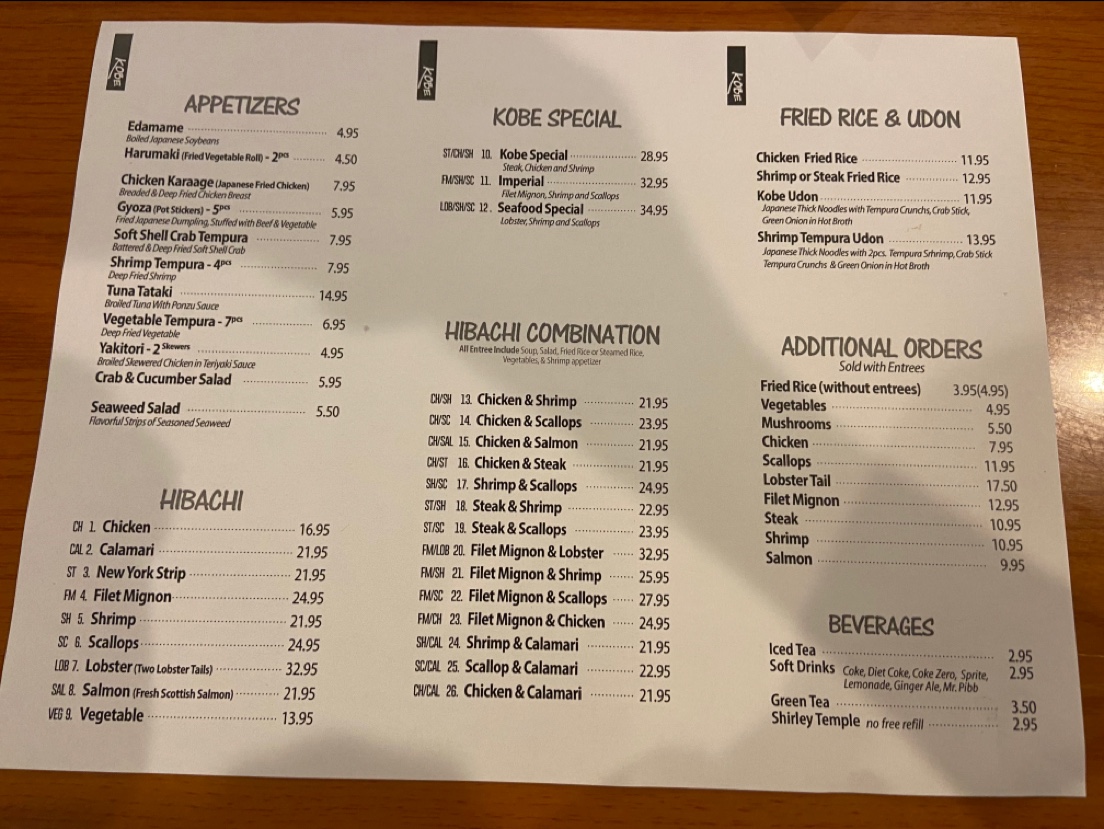 KOBE
APPETIZERS
Edamame 4.95
Boiled Japanese Soybeans
Harumaki (Fried Vegetable Roll) - 2pcs 4.50
Chicken Karaage (Japanese Fried Chicken) 7.95
Breaded & Deep Fried Chicken Breast
Gyoza (Pot Stickers) - 5pcs 5.95
Fried Japanese Dumpling, Stuffed with Beef & Vegetable
Soft Shell Crab Tempura 7.95
Battered & Deep Fried Soft Shell Crab
Shrimp Tempura - 4pcs 7.95
Deep Fried Shrimp
Tuna Tataki 14.95
Broiled Tuna With Ponzu Sauce
Vegetable Tempura - 7pcs 6.95
Deep Fried Vegetable
Yakitori - 2 Skewers 4.95
Broiled Skewered Chicken in Teriyaki Sauce
Crab & Cucumber Salad 5.95
Seaweed Salad 5.50
Flavorful Strips of Seasoned Seaweed
HIBACHI
CH 1. Chicken 16.95
CAL 2. Calamari 21.95
ST 3. New York Strip 21.95
FM 4. Filet Mignon 24.95
SH 5. Shrimp 21.95
SC 6. Scallops 24.95
LOB 7. Lobster (Two Lobster Tails) 32.95
SAL 8. Salmon (Fresh Scottish Salmon) 21.95
VEG 9. Vegetable 13.95
KOBE
KOBE SPECIAL
ST/CH/SH 10. Kobe Special 28.95
Steak, Chicken and Shrimp
FM/SH/SC 11. Imperial 32.95
Filet Mignon, Shrimp and Scallops
LOB/SH/SC 12. Seafood Special 34.95
Lobster, Shrimp and Scallops
HIBACHI COMBINATION
All Entree Include Soup, Salad, Fried Rice or Steamed Rice,
Vegetables, & Shrimp appetizer
CH/SH 13. Chicken & Shrimp 21.95
CH/SC 14. Chicken & Scallops 23.95
CH/SAL 15. Chicken & Salmon 21.95
CH/ST 16. Chicken & Steak 21.95
SH/SC 17. Shrimp & Scallops 24.95
ST/SH 18. Steak & Shrimp 22.95
ST/SC 19. Steak & Scallops 23.95
FM/LOB 20. Filet Mignon & Lobster 32.95
FM/SH 21. Filet Mignon & Shrimp 25.95
FM/SC 22. Filet Mignon & Scallops 27.95
FM/CH 23. Filet Mignon & Chicken 24.95
SH/CAL 24. Shrimp & Calamari 21.95
SC/CAL 25. Scallop & Calamari 22.95
CH/CAL 26. Chicken & Calamari 21.95
KOBE
FRIED RICE & UDON
Chicken Fried Rice 11.95
Shrimp or Steak Fried Rice 12.95
Kobe Udon 11.95
Japanese Thick Noodles with Tempura Crunchs, Crab Stick,
Green Onion in Hot Broth
Shrimp Tempura Udon 13.95
Japanese Thick Noodles with 2pcs. Tempura Srhrimp, Crab Stick
Tempura Crunchs & Green Onion in Hot Broth
ADDITIONAL ORDERS
Sold with Entrees
Fried Rice (without entrees) 3.95(4.95)
Vegetables 4.95
Mushrooms 5.50
Chicken 7.95
Scallops 11.95
Lobster Tail 17.50
Filet Mignon 12.95
Steak 10.95
Shrimp 10.95
Salmon 9.95
BEVERAGES
Iced Tea 2.95
Soft Drinks Coke, Diet Coke, Coke Zero, Sprite, 2.95
Lemonade, Ginger Ale, Mr. Pibb
Green Tea 3.50
Shirley Temple no free refill 2.95